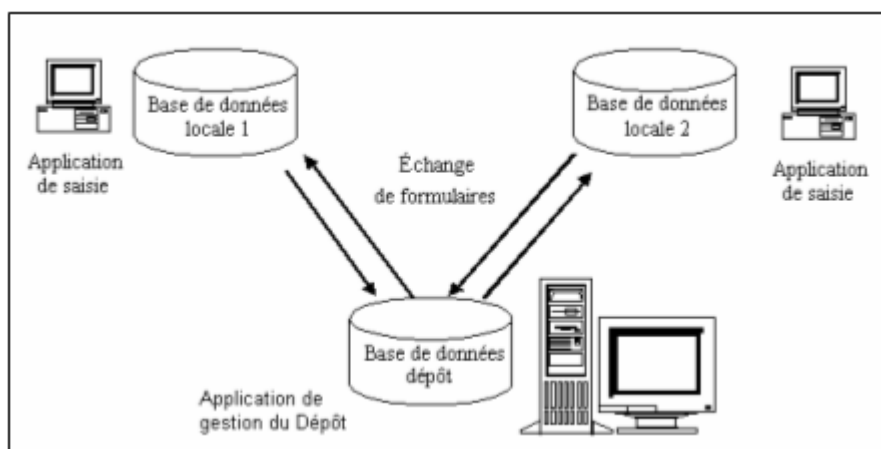 Base de données
locale 1
Base de données
locale 2
Application
de saisie
Échange
de formulaires
Application
de saisie
Base de données
dépôt
Application de
gestion du Dépôt